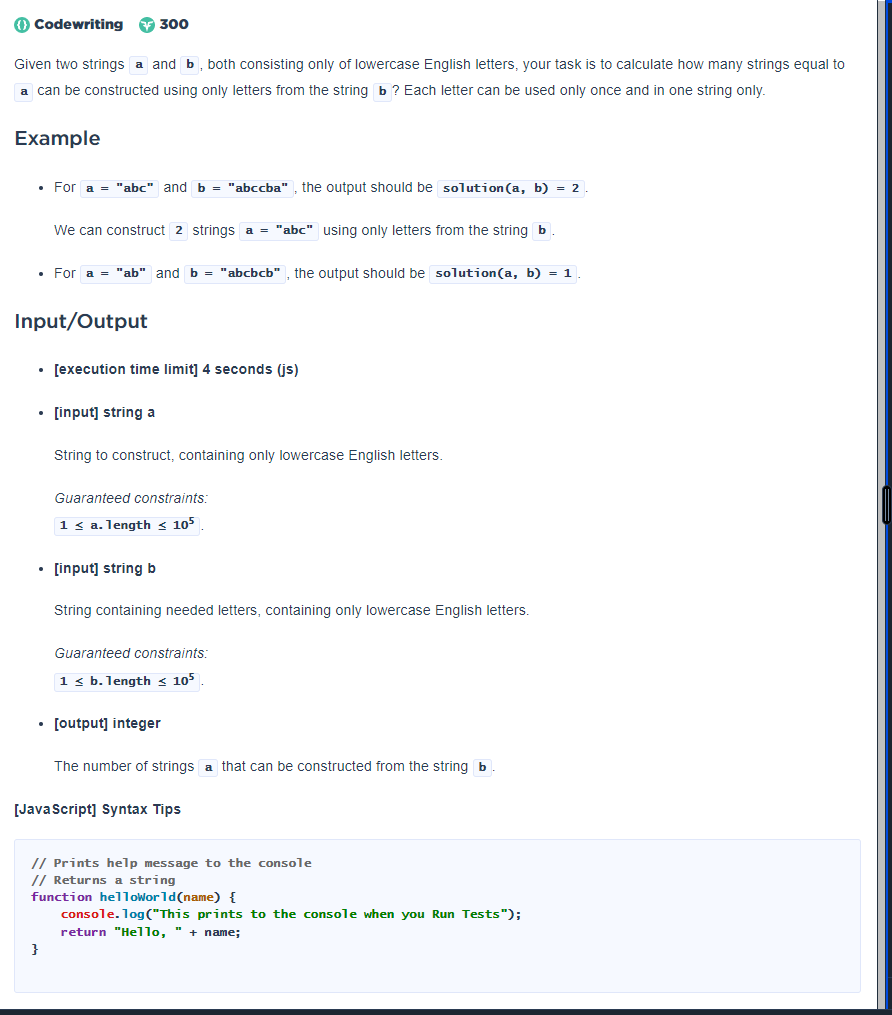 Codewriting 300
Given two strings a and b, both consisting only of lowercase English letters, your task is to calculate how many strings equal to
a can be constructed using only letters from the string b? Each letter can be used only once and in one string only.
Example
• For a = "abc" and b = "abccba", the output should be solution(a, b) = 2.
We can construct 2 strings a = "abc" using only letters from the string b.
• For a = "ab" and b = "abcbcb", the output should be solution(a, b) = 1.
Input/Output
• [execution time limit] 4 seconds (js)
• [input] string a
String to construct, containing only lowercase English letters.
Guaranteed constraints:
1 ≤ a.length ≤ 10⁵.
• [input] string b
String containing needed letters, containing only lowercase English letters.
Guaranteed constraints:
1 ≤ b.length ≤ 10⁵.
• [output] integer
The number of strings a that can be constructed from the string b.
[JavaScript] Syntax Tips
// Prints help message to the console
// Returns a string
function helloWorld(name) {
    console.log("This prints to the console when you Run Tests");
    return "Hello, " + name;
}